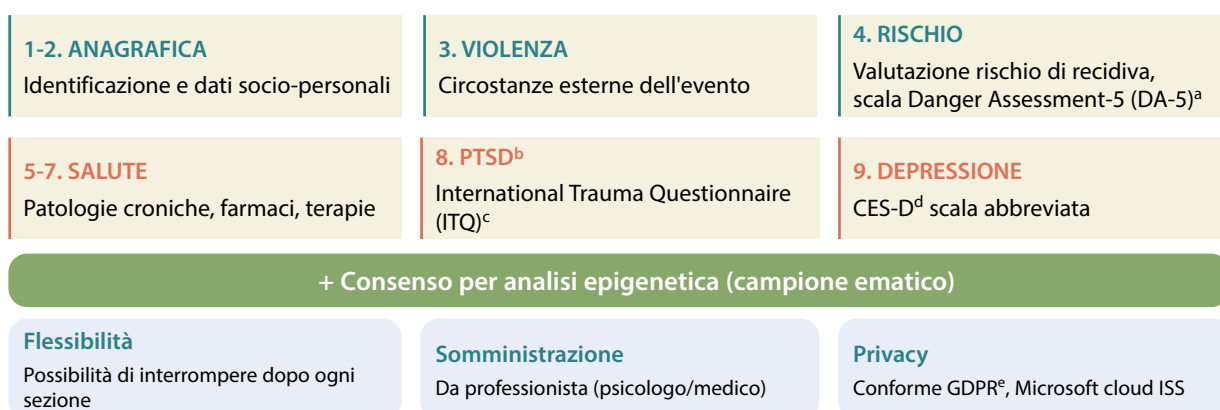 1-2. ANAGRAFICA
Identificazione e dati socio-personali
3. VIOLENZA
Circostanze esterne dell'evento
4. RISCHIO
Valutazione rischio di recidiva,
scala Danger Assessment-5 (DA-5)ᵃ
5-7. SALUTE
Patologie croniche, farmaci, terapie
8. PTSDᵇ
International Trauma Questionnaire
(ITQ)ᶜ
9. DEPRESSIONE
CES-Dᵈ scala abbreviata
+ Consenso per analisi epigenetica (campione ematico)
Flessibilità
Possibilità di interrompere dopo ogni
sezione
Somministrazione
Da professionista (psicologo/medico)
Privacy
Conforme GDPRᵉ, Microsoft cloud ISS